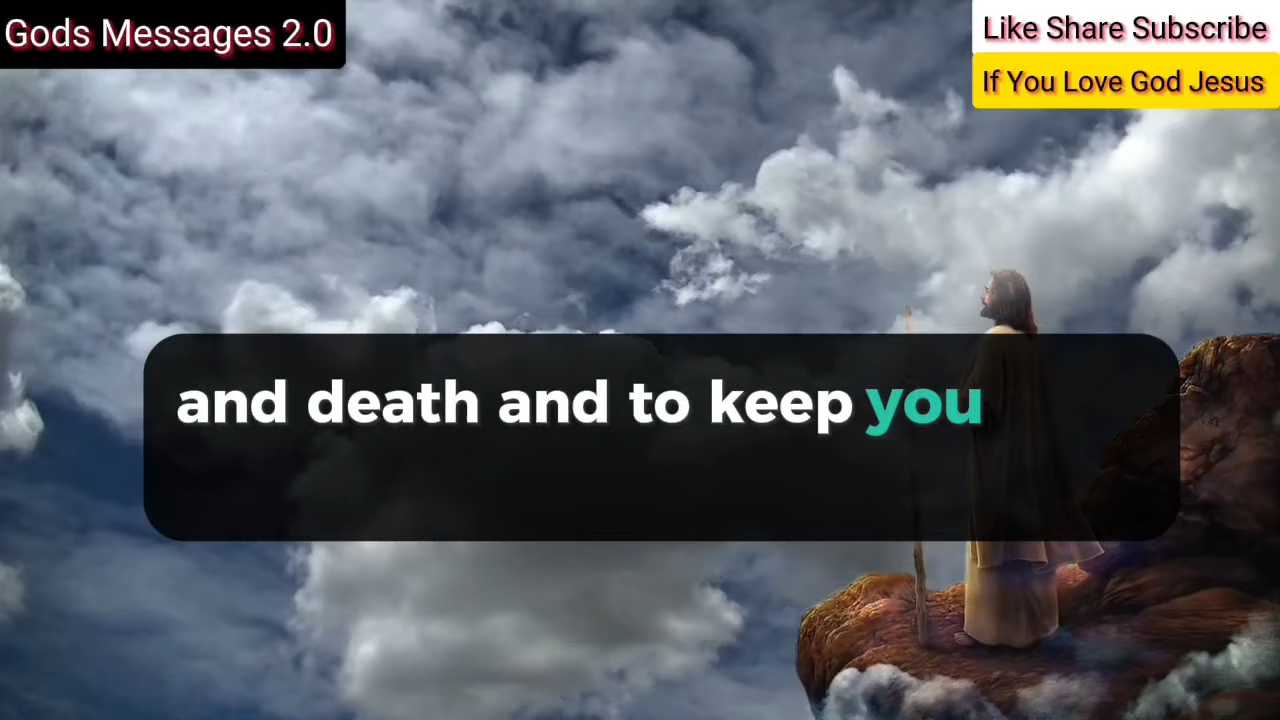 Gods Messages 2.0
Like Share Subscribe
If You Love God Jesus
and death and to keep you